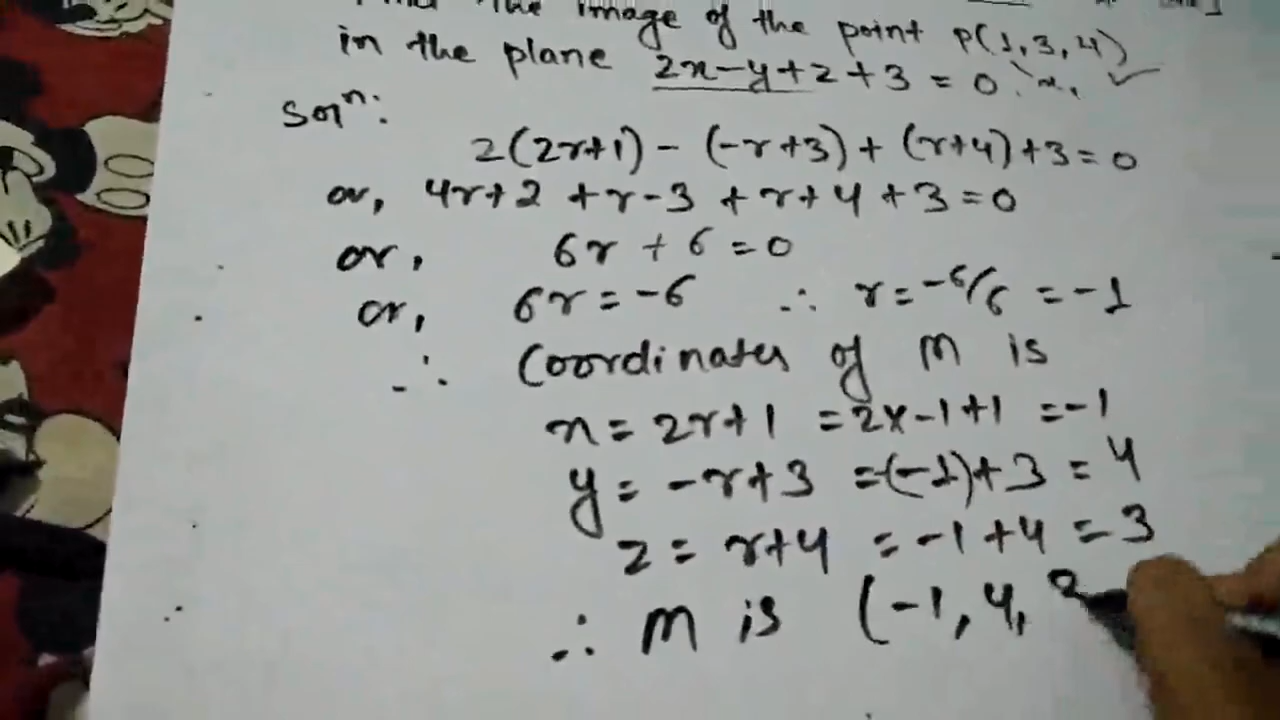 the image of the point P(1,3,4)
in the plane 2x-y+z+3=0
Solⁿ:
2(2r+1) - (-r+3) + (r+4)+3=0
or, 4r+2 +r-3 +r+4+3=0
or, 6r+6=0
or, 6r=-6 ∴ r=-6/6 =-1
∴ Coordinates of M is
x=2r+1 =2x-1+1 =-1
y=-r+3 =-(-1)+3 =4
z=r+4 =-1+4 =3
∴ M is (-1,4,